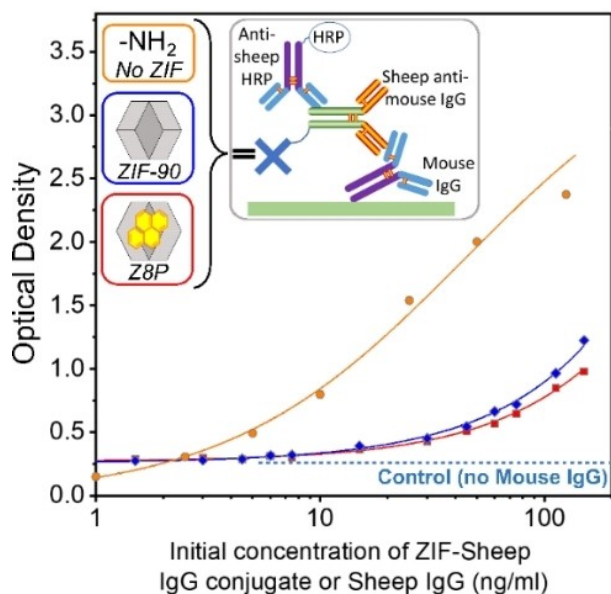 3.5
3.0
2.5
2.0
1.5
1.0
0.5
0.0
Optical Density
-NH2
No ZIF
ZIF-90
Z8P
=
Anti-
sheep
HRP
HRP
Sheep anti-
mouse IgG
Mouse
IgG
Control (no Mouse IgG)
1
10
100
Initial concentration of ZIF-Sheep
IgG conjugate or Sheep IgG (ng/ml)